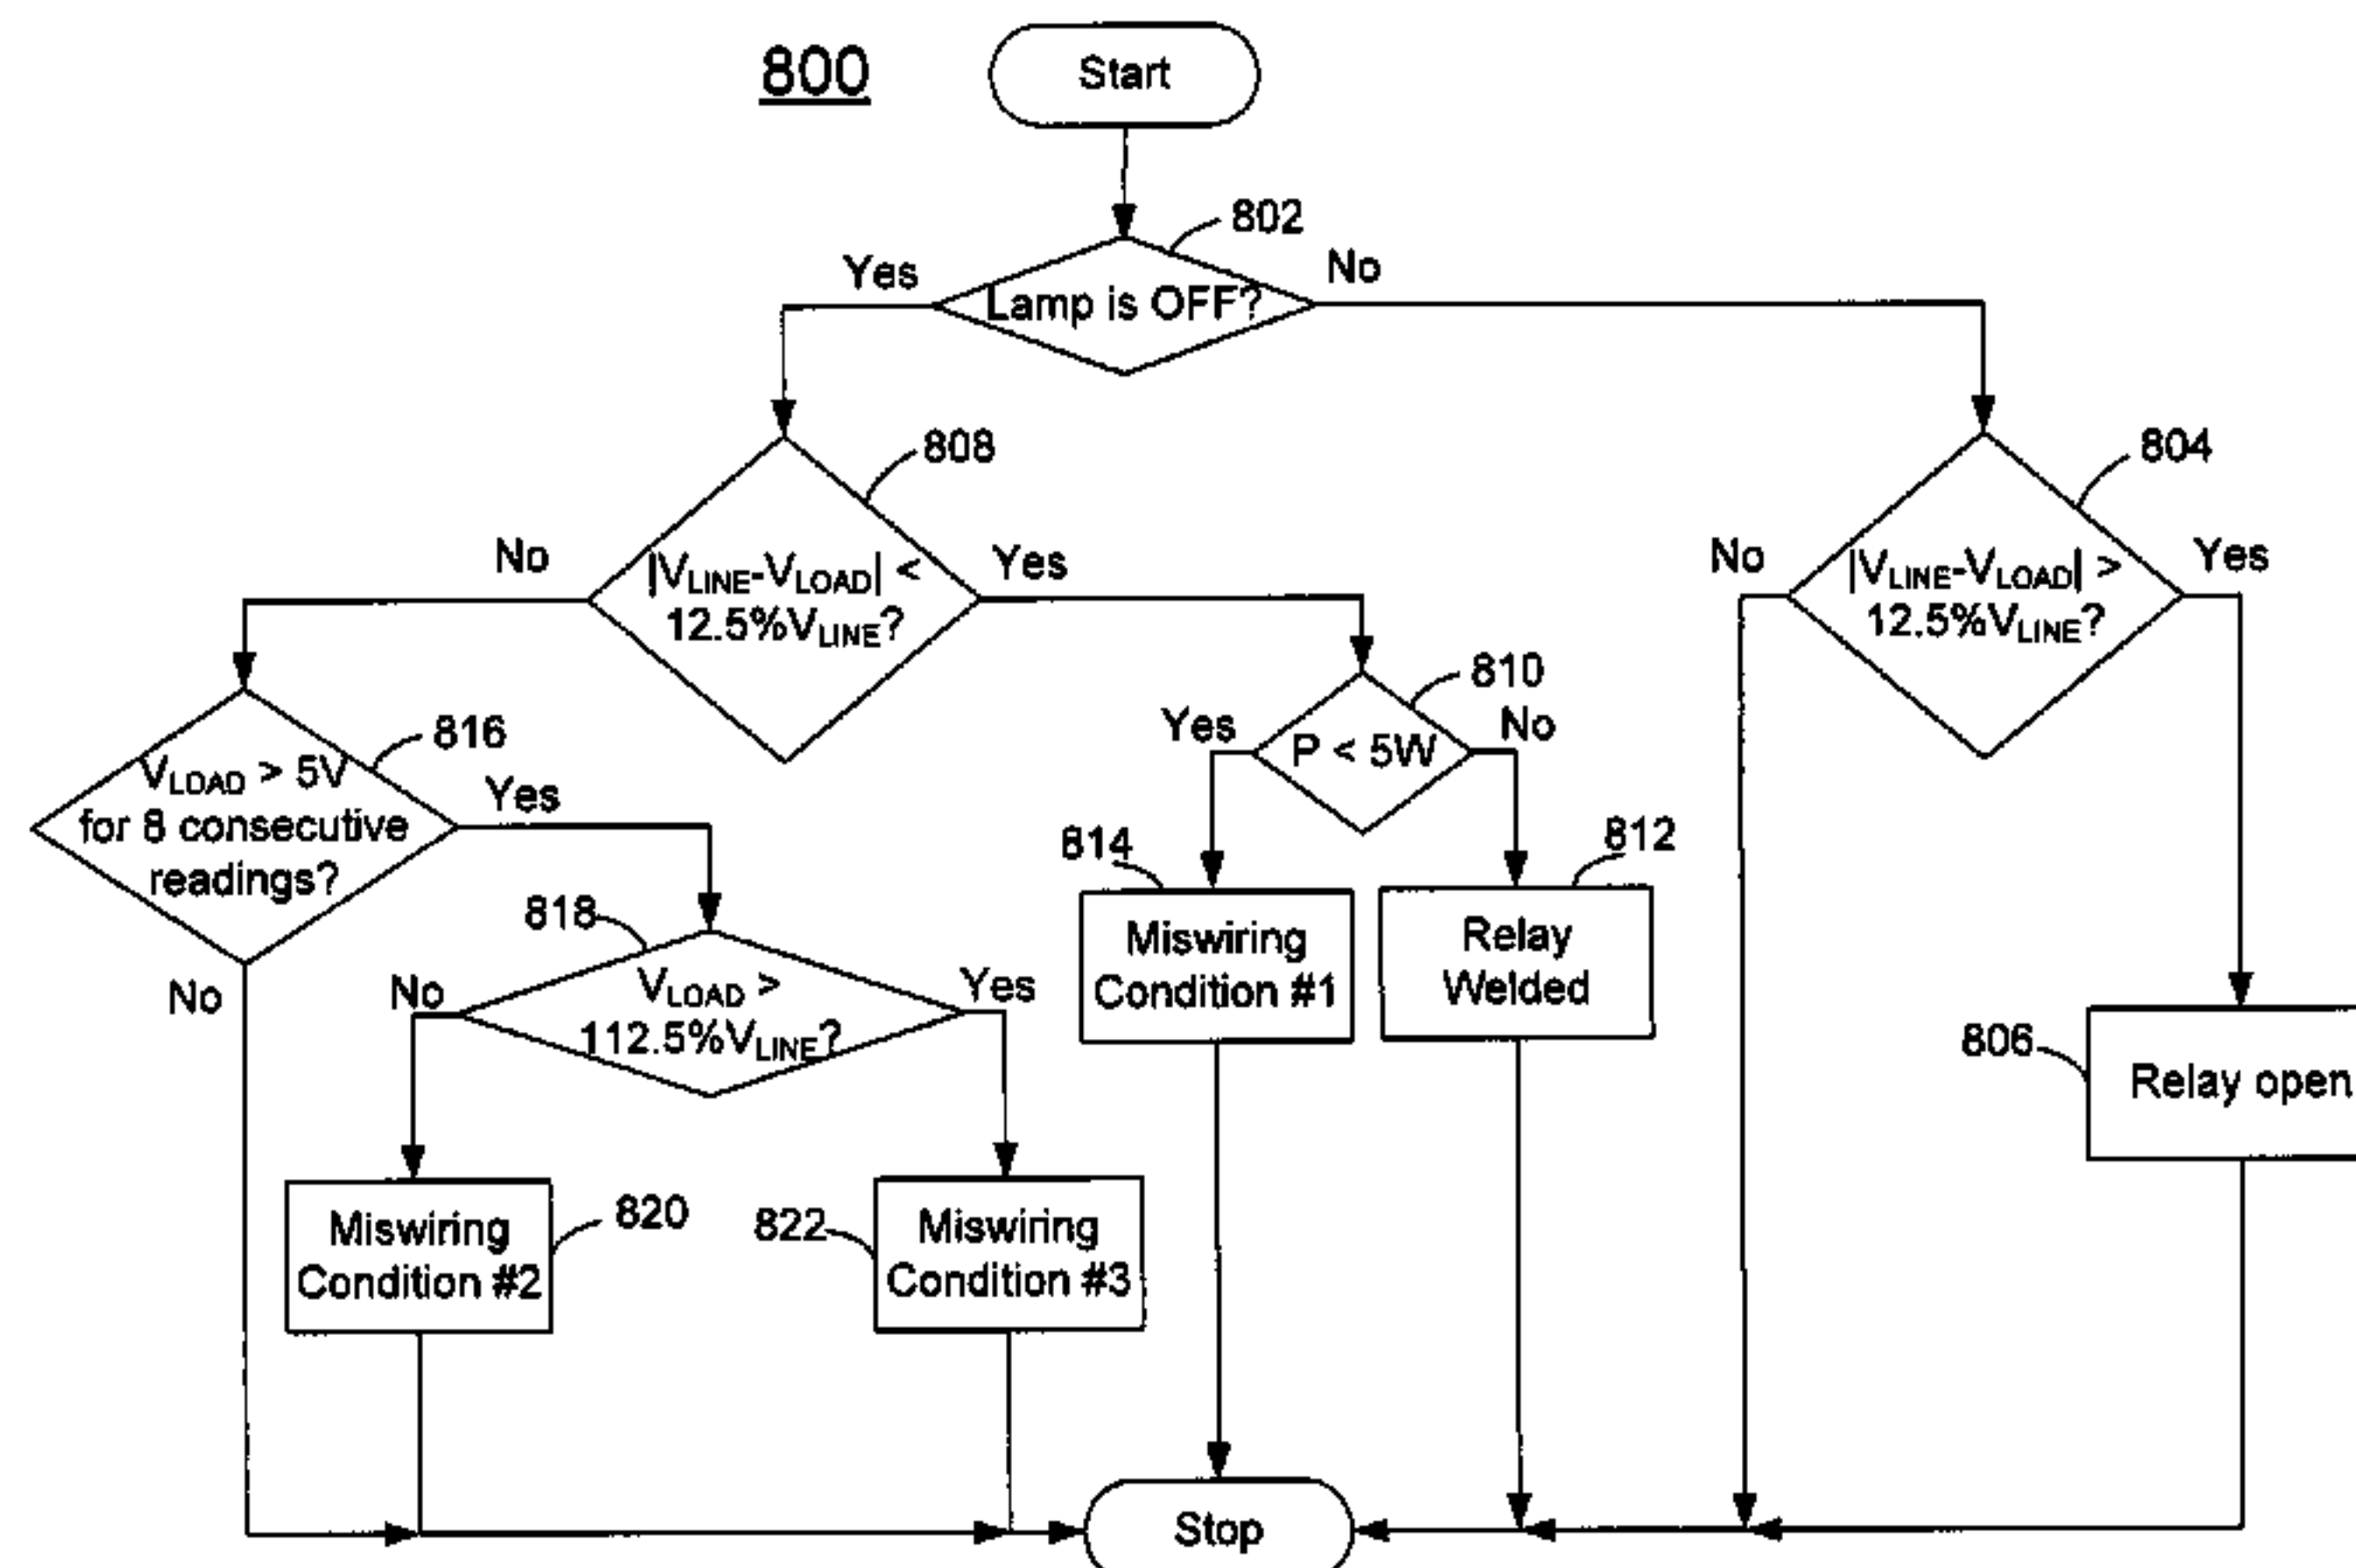 800
Start
802
Yes
No
Lamp is OFF?
808
804
No
|VLINE-VLOAD| <
12.5%VLINE?
Yes
No
|VLINE-VLOAD| >
12.5%VLINE?
Yes
810
Yes
No
P < 5W
816
VLOAD > 5V
for 8 consecutive
readings?
Yes
No
814
812
818
No
VLOAD >
112.5%VLINE?
Yes
Miswiring
Condition #1
Relay
Welded
806
Relay open
Miswiring
Condition #2
820
822
Miswiring
Condition #3
Stop